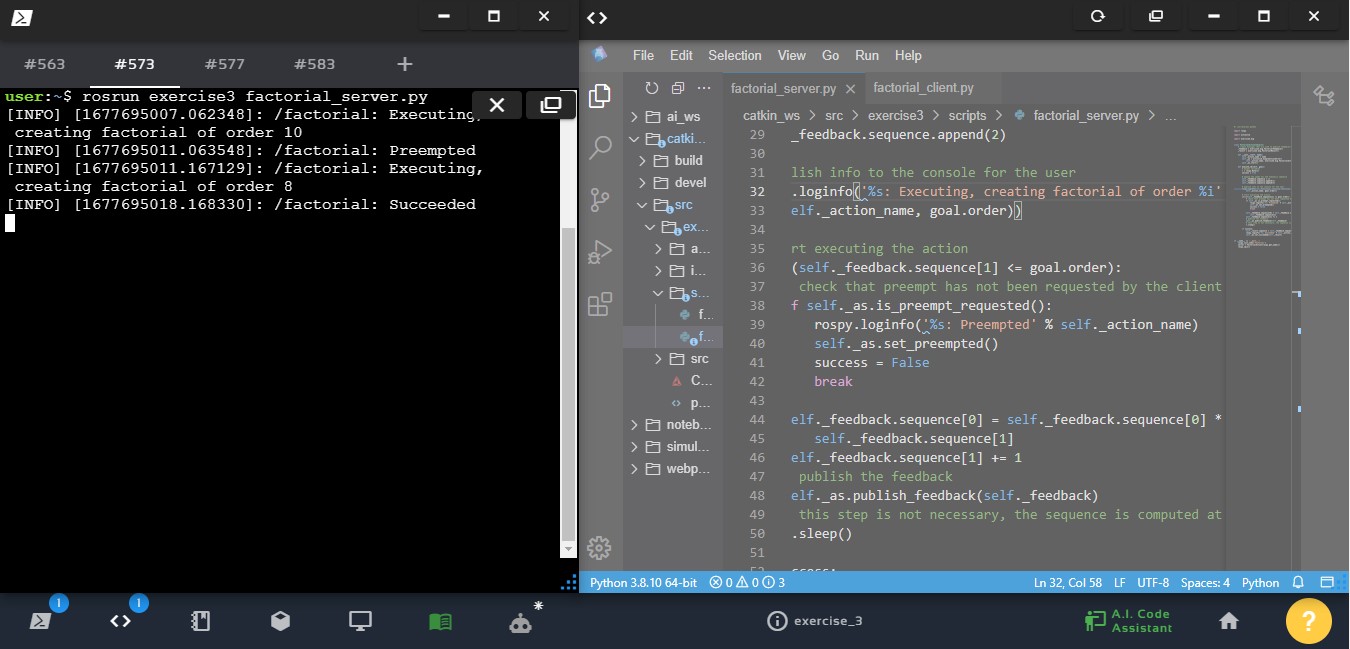 #563 #573 #577 #583 +
user:~$ rosrun exercise3 factorial_server.py
[INFO] [1677695007.062348]: /factorial: Executing,
creating factorial of order 10
[INFO] [1677695011.063548]: /factorial: Preempted
[INFO] [1677695011.167129]: /factorial: Executing,
creating factorial of order 8
[INFO] [1677695018.168330]: /factorial: Succeeded
File Edit Selection View Go Run Help
ai_ws
catki...
build
devel
src
ex...
a...
i...
s...
f...
f...
src
C...
p...
noteb...
simul...
webp...
factorial_server.py factorial_client.py
catkin_ws > src > exercise3 > scripts > factorial_server.py > ...
29 _feedback.sequence.append(2)
30
31 lish info to the console for the user
32 .loginfo('%s: Executing, creating factorial of order %i'
33 elf._action_name, goal.order))
34
35 rt executing the action
36 (self._feedback.sequence[1] <= goal.order):
37 check that preempt has not been requested by the client
38 f self._as.is_preempt_requested():
39 rospy.loginfo('%s: Preempted' % self._action_name)
40 self._as.set_preempted()
41 success = False
42 break
43
44 elf._feedback.sequence[0] = self._feedback.sequence[0] *
45 self._feedback.sequence[1]
46 elf._feedback.sequence[1] += 1
47 publish the feedback
48 elf._as.publish_feedback(self._feedback)
49 this step is not necessary, the sequence is computed at
50 .sleep()
51
Python 3.8.10 64-bit 0 0 3 Ln 32, Col 58 LF UTF-8 Spaces: 4 Python
1 1 * exercise_3 A.I. Code
Assistant
?